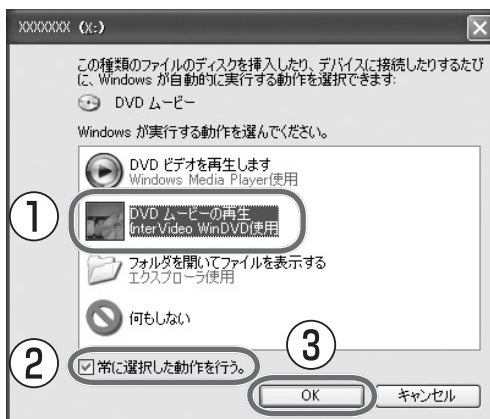 XXXXXXX (X:)
この種類のファイルのディスクを挿入したり、デバイスに接続したりするたび
に、Windows が自動的に実行する動作を選択できます:
DVD ムービー
Windows が実行する動作を選んでください。
DVD ビデオを再生します
Windows Media Player使用
①
DVD ムービーの再生
InterVideo WinDVD使用
フォルダを開いてファイルを表示する
エクスプローラ使用
何もしない
②
常に選択した動作を行う。
③
OK
キャンセル